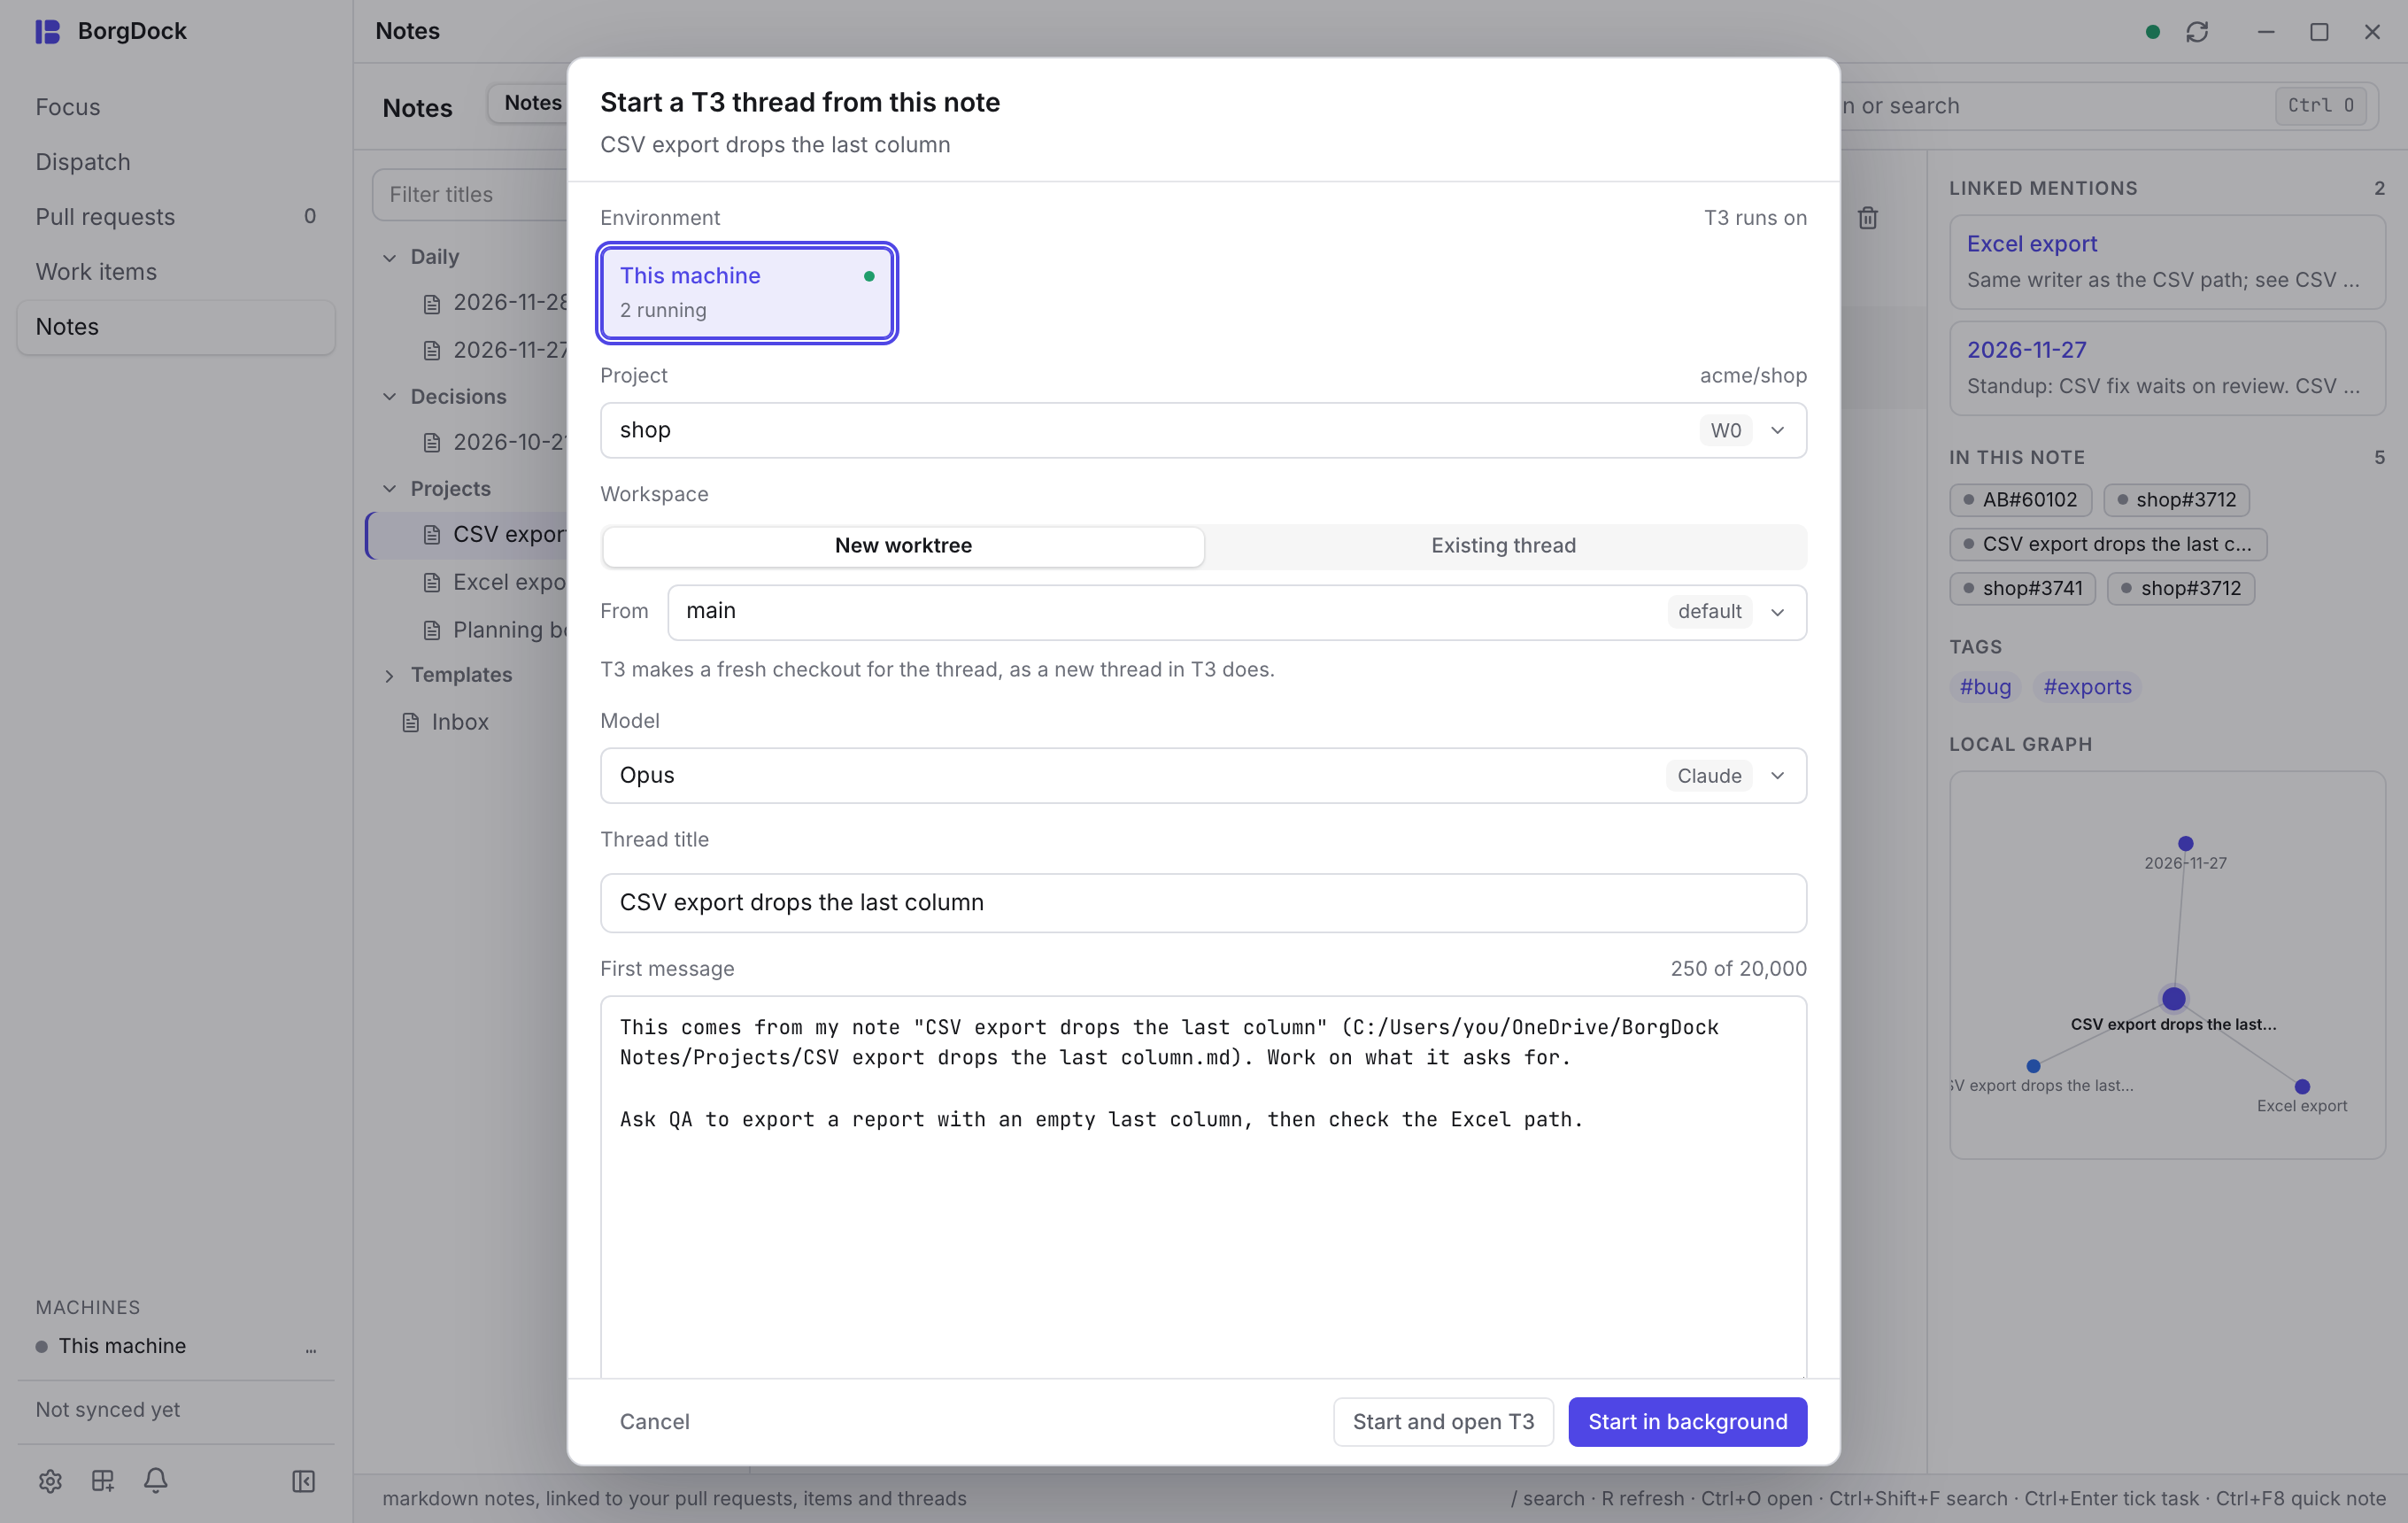 BorgDock
Notes
Focus
Dispatch
Pull requests 0
Work items
Notes
MACHINES
This machine ...
Not synced yet
Notes Notes
n or search Ctrl O
Filter titles
Daily
2026-11-28
2026-11-27
Decisions
2026-10-2
Projects
CSV expor
Excel expo
Planning b
Templates
Inbox
Start a T3 thread from this note
CSV export drops the last column
Environment T3 runs on
This machine
2 running
Project acme/shop
shop W0
Workspace
New worktree Existing thread
From main default
T3 makes a fresh checkout for the thread, as a new thread in T3 does.
Model
Opus Claude
Thread title
CSV export drops the last column
First message 250 of 20,000
This comes from my note "CSV export drops the last column" (C:/Users/you/OneDrive/BorgDock
Notes/Projects/CSV export drops the last column.md). Work on what it asks for.
Ask QA to export a report with an empty last column, then check the Excel path.
Cancel Start and open T3 Start in background
LINKED MENTIONS 2
Excel export
Same writer as the CSV path; see CSV ...
2026-11-27
Standup: CSV fix waits on review. CSV ...
IN THIS NOTE 5
AB#60102 shop#3712
CSV export drops the last c...
shop#3741 shop#3712
TAGS
#bug #exports
LOCAL GRAPH
2026-11-27
CSV export drops the last...
SV export drops the last...
Excel export
markdown notes, linked to your pull requests, items and threads
/ search · R refresh · Ctrl+O open · Ctrl+Shift+F search · Ctrl+Enter tick task · Ctrl+F8 quick note